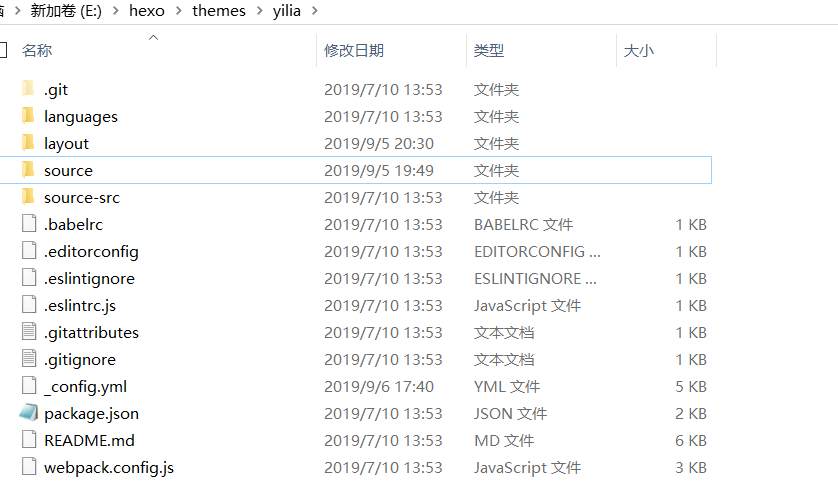 新加卷 (E:) > hexo > themes > yilia >
名称 修改日期 类型 大小
.git 2019/7/10 13:53 文件夹
languages 2019/7/10 13:53 文件夹
layout 2019/9/5 20:30 文件夹
source 2019/9/5 19:49 文件夹
source-src 2019/7/10 13:53 文件夹
.babelrc 2019/7/10 13:53 BABELRC 文件 1 KB
.editorconfig 2019/7/10 13:53 EDITORCONFIG ... 1 KB
.eslintignore 2019/7/10 13:53 ESLINTIGNORE ... 1 KB
.eslintrc.js 2019/7/10 13:53 JavaScript 文件 1 KB
.gitattributes 2019/7/10 13:53 文本文档 1 KB
.gitignore 2019/7/10 13:53 文本文档 1 KB
_config.yml 2019/9/6 17:40 YML 文件 5 KB
package.json 2019/7/10 13:53 JSON 文件 2 KB
README.md 2019/7/10 13:53 MD 文件 6 KB
webpack.config.js 2019/7/10 13:53 JavaScript 文件 3 KB